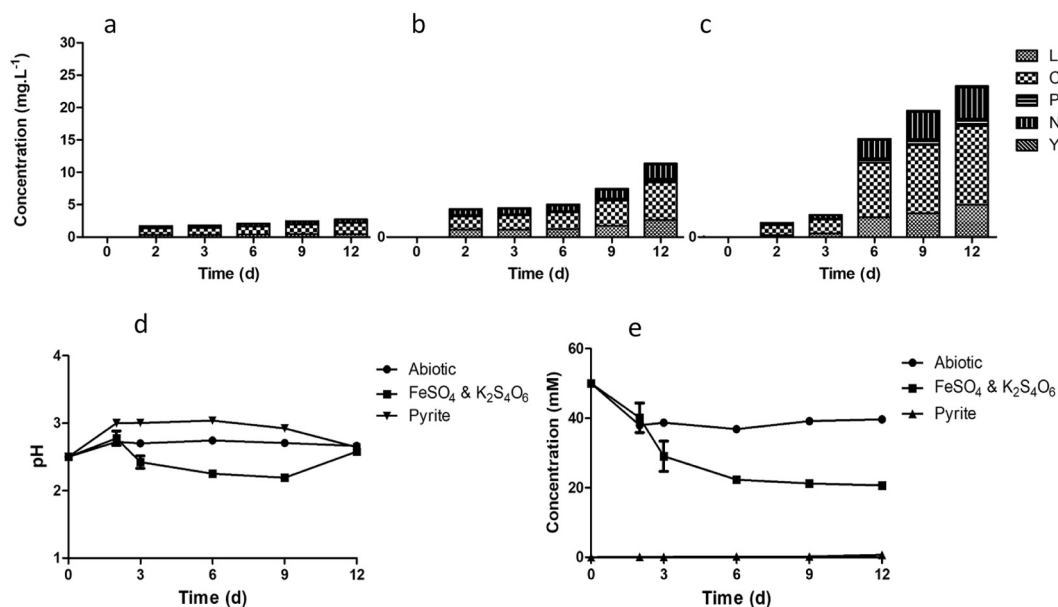 a
b
c
Concentration (mg.L⁻¹)
30
25
20
15
10
5
0
0 2 3 6 9 12
Time (d)
0
0 2 3 6 9 12
Time (d)
0
0 2 3 6 9 12
Time (d)
L
P
N
Y
d
pH
4
3
2
1
0 3 6 9 12
Time (d)
Abiotic
FeSO₄ & K₂S₄O₆
Pyrite
e
Concentration (mM)
60
40
20
0
0 3 6 9 12
Time (d)
Abiotic
FeSO₄ & K₂S₄O₆
Pyrite